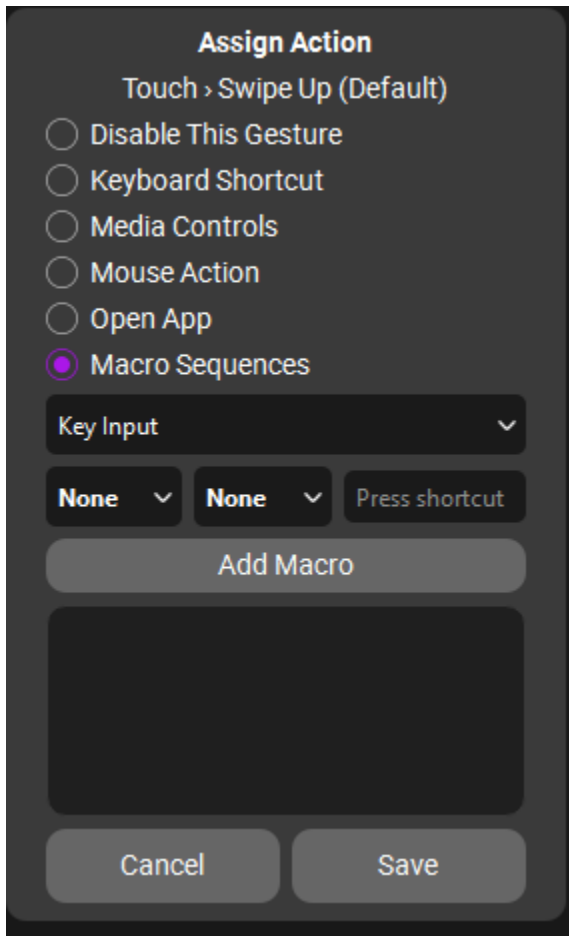 Assign Action
Touch › Swipe Up (Default)
Disable This Gesture
Keyboard Shortcut
Media Controls
Mouse Action
Open App
Macro Sequences
Key Input
None None Press shortcut
Add Macro
Cancel Save